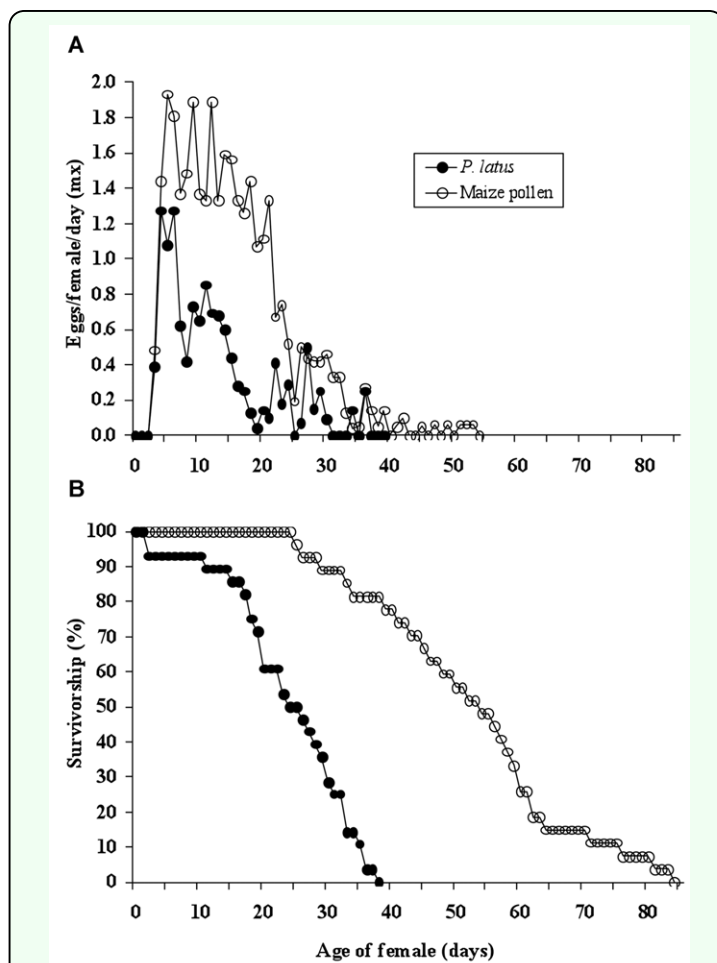 A
2.0
1.8
1.6
1.4
1.2
1.0
0.8
0.6
0.4
0.2
0.0
Eggs/female/day (mx)
P. latus
Maize pollen
0 10 20 30 40 50 60 70 80
B
100
90
80
70
60
50
40
30
20
10
0
Survivorship (%)
0 10 20 30 40 50 60 70 80
Age of female (days)